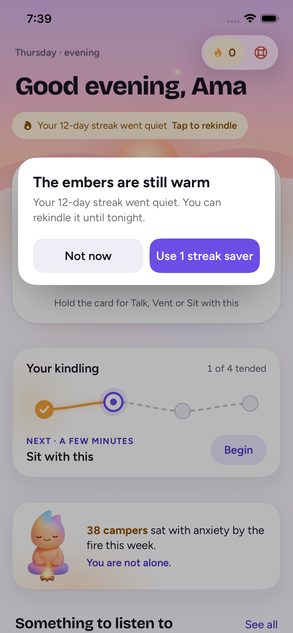 7:39
Thursday · evening
0
Good evening, Ama
Your 12-day streak went quiet Tap to rekindle
The embers are still warm
Your 12-day streak went quiet. You can
rekindle it until tonight.
Not now
Use 1 streak saver
Hold the card for Talk, Vent or Sit with this
Your kindling
1 of 4 tended
NEXT · A FEW MINUTES
Sit with this
Begin
38 campers sat with anxiety by the
fire this week.
You are not alone.
Something to listen to
See all